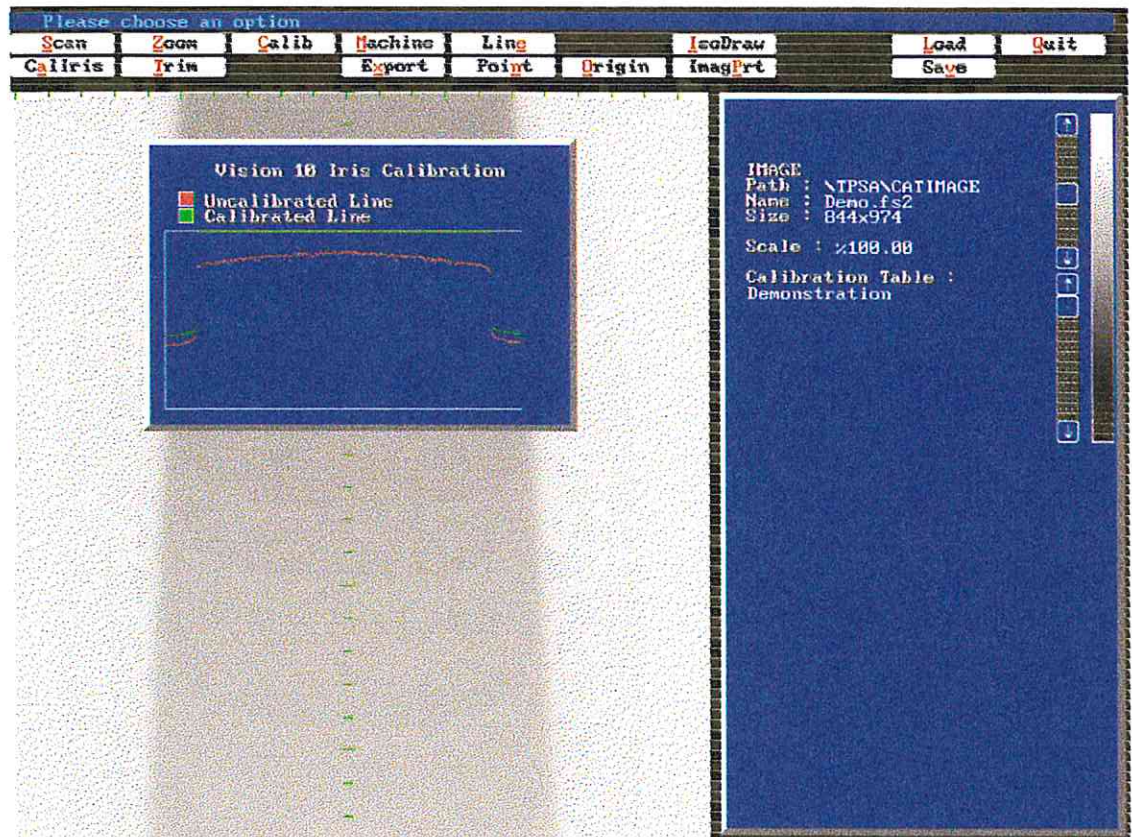 Please choose an option
Scan Zoom Calib Machine Line IsoDraw Load Quit
CalIris Trim Export Point Origin ImagPrt Save
Vision 10 Iris Calibration
Uncalibrated Line
Calibrated Line
IMAGE
Path : \TPSA\CATIMAGE
Name : Demo.fs2
Size : 844x974
Scale : %100.00
Calibration Table :
Demonstration